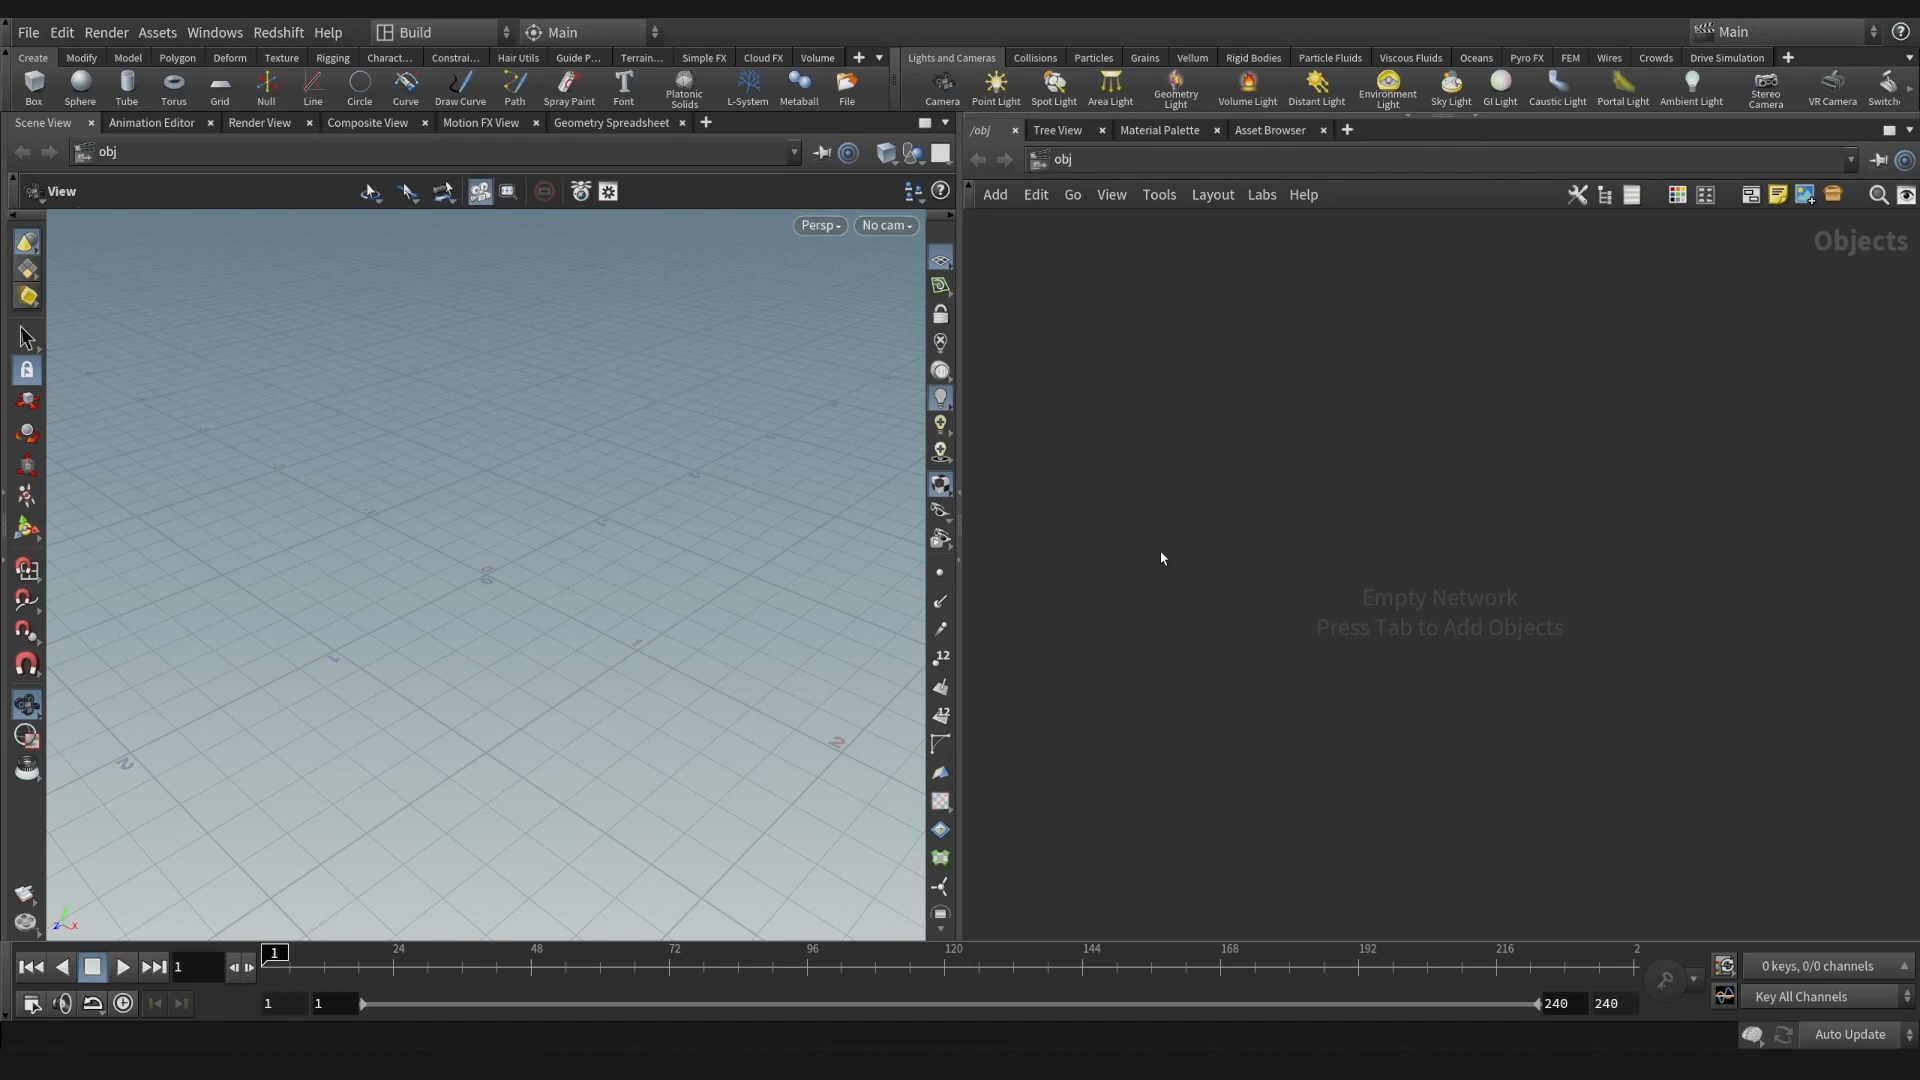 File Edit Render Assets Windows Redshift Help Build Main Main
Create Modify Model Polygon Deform Texture Rigging Charact... Constrai... Hair Utils Guide P... Terrain... Simple FX Cloud FX Volume
Lights and Cameras Collisions Particles Grains Vellum Rigid Bodies Particle Fluids Viscous Fluids Oceans Pyro FX FEM Wires Crowds Drive Simulation
Box Sphere Tube Torus Grid Null Line Circle Curve Draw Curve Path Spray Paint Font Platonic Solids L-System Metaball File
Camera Point Light Spot Light Area Light Geometry Light Volume Light Distant Light Environment Light Sky Light GI Light Caustic Light Portal Light Ambient Light Stereo Camera VR Camera Switch
Scene View Animation Editor Render View Composite View Motion FX View Geometry Spreadsheet
/obj Tree View Material Palette Asset Browser
obj
obj
View
Add Edit Go View Tools Layout Labs Help
Persp No cam
Objects
12
12
Empty Network
Press Tab to Add Objects
1
2
2
1
1 24 48 72 96 120 144 168 192 216 2
1
0 keys, 0/0 channels
1 1 240 240
Key All Channels
Auto Update